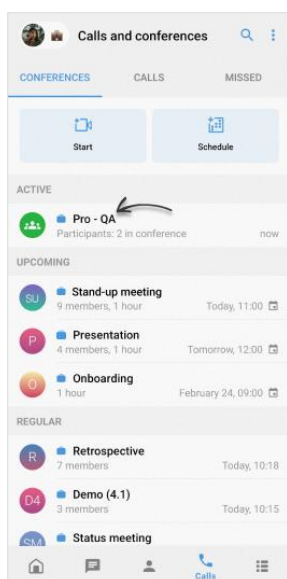 Calls and conferences
CONFERENCES CALLS MISSED
Start Schedule
ACTIVE
Pro - QA
Participants: 2 in conference now
UPCOMING
SU Stand-up meeting
9 members, 1 hour Today, 11:00
P Presentation
4 members, 1 hour Tomorrow, 12:00
O Onboarding
1 hour February 24, 09:00
REGULAR
R Retrospective
7 members Today, 10:18
D4 Demo (4.1)
3 members Today, 10:15
SM Status meeting
Calls